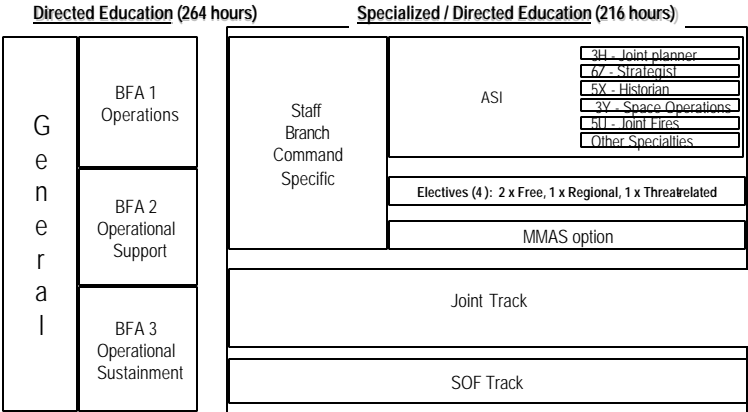 Directed Education (264 hours)
Specialized / Directed Education (216 hours)
General
BFA 1
Operations
BFA 2
Operational
Support
BFA 3
Operational
Sustainment
Staff
Branch
Command
Specific
ASI
3H - Joint planner
6Z - Strategist
5X - Historian
3Y - Space Operations
5U - Joint Fires
Other Specialties
Electives (4): 2 x Free, 1 x Regional, 1 x Threatrelated
MMAS option
Joint Track
SOF Track